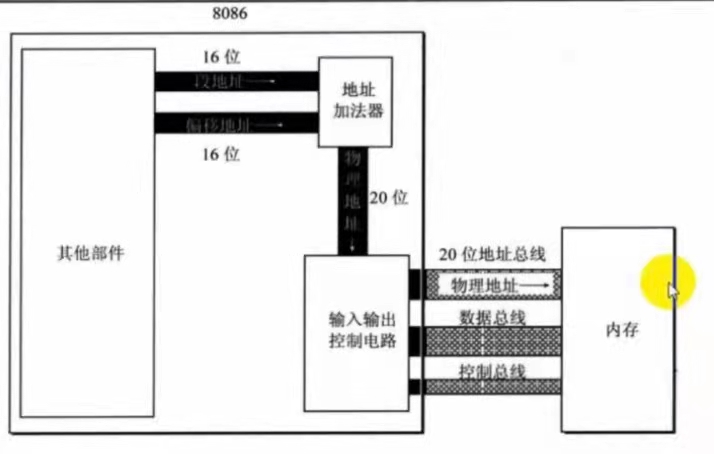 8086
16 位
段地址
偏移地址
16 位
地址
加法器
物理地址
20 位
其他部件
输入输出
控制电路
20 位地址总线
物理地址
数据总线
控制总线
内存